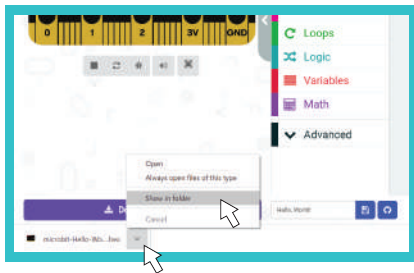 0 1 2 3V GND
Loops
Logic
Variables
Math
Advanced
Open
Always open files of this type
Show in folder
Cancel
Hello, World!
microbit-Hello-Wo....hex